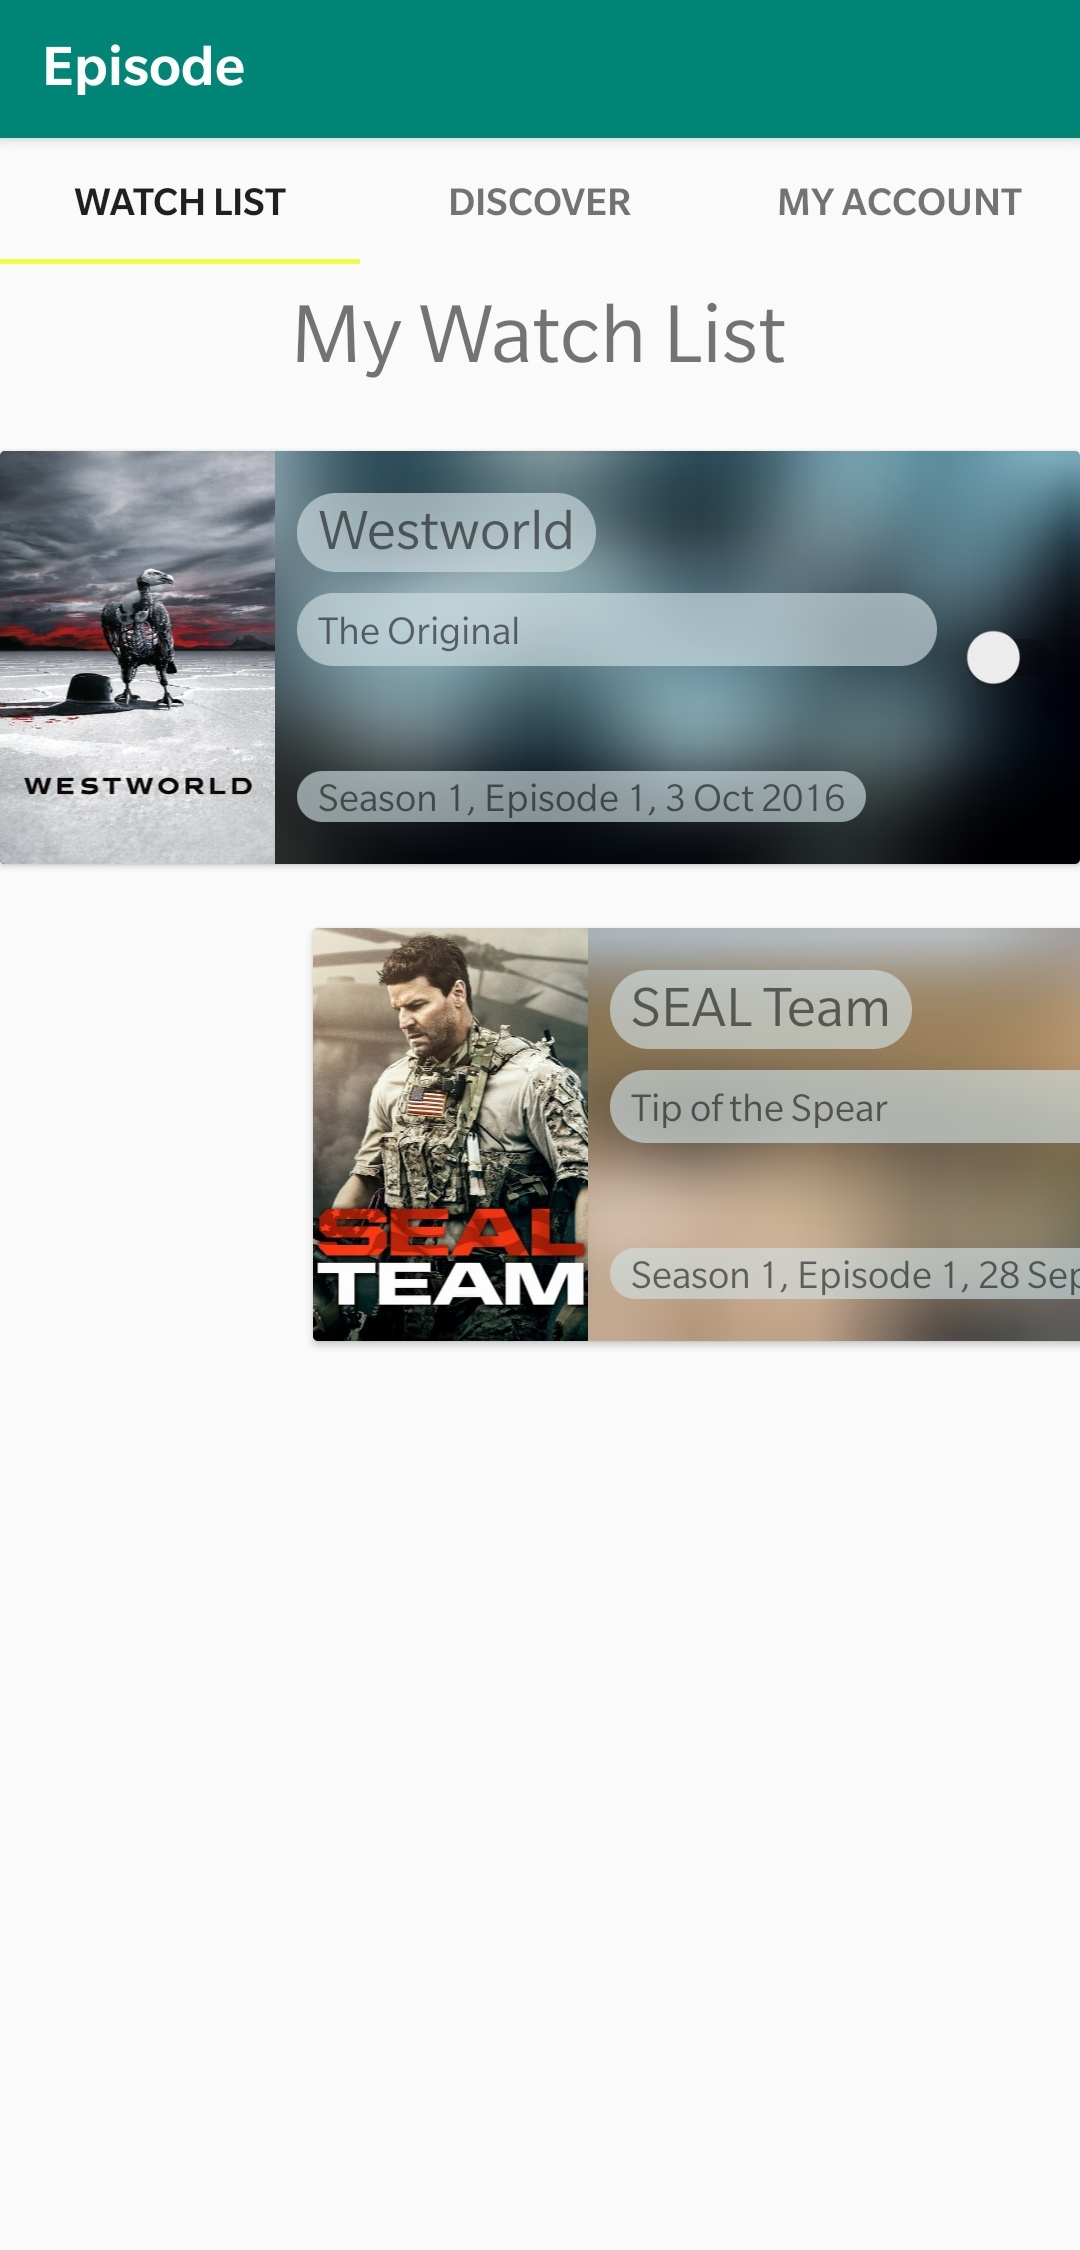 Episode
WATCH LIST
DISCOVER
MY ACCOUNT
My Watch List
WESTWORLD
Westworld
The Original
Season 1, Episode 1, 3 Oct 2016
SEAL
TEAM
SEAL Team
Tip of the Spear
Season 1, Episode 1, 28 Sep